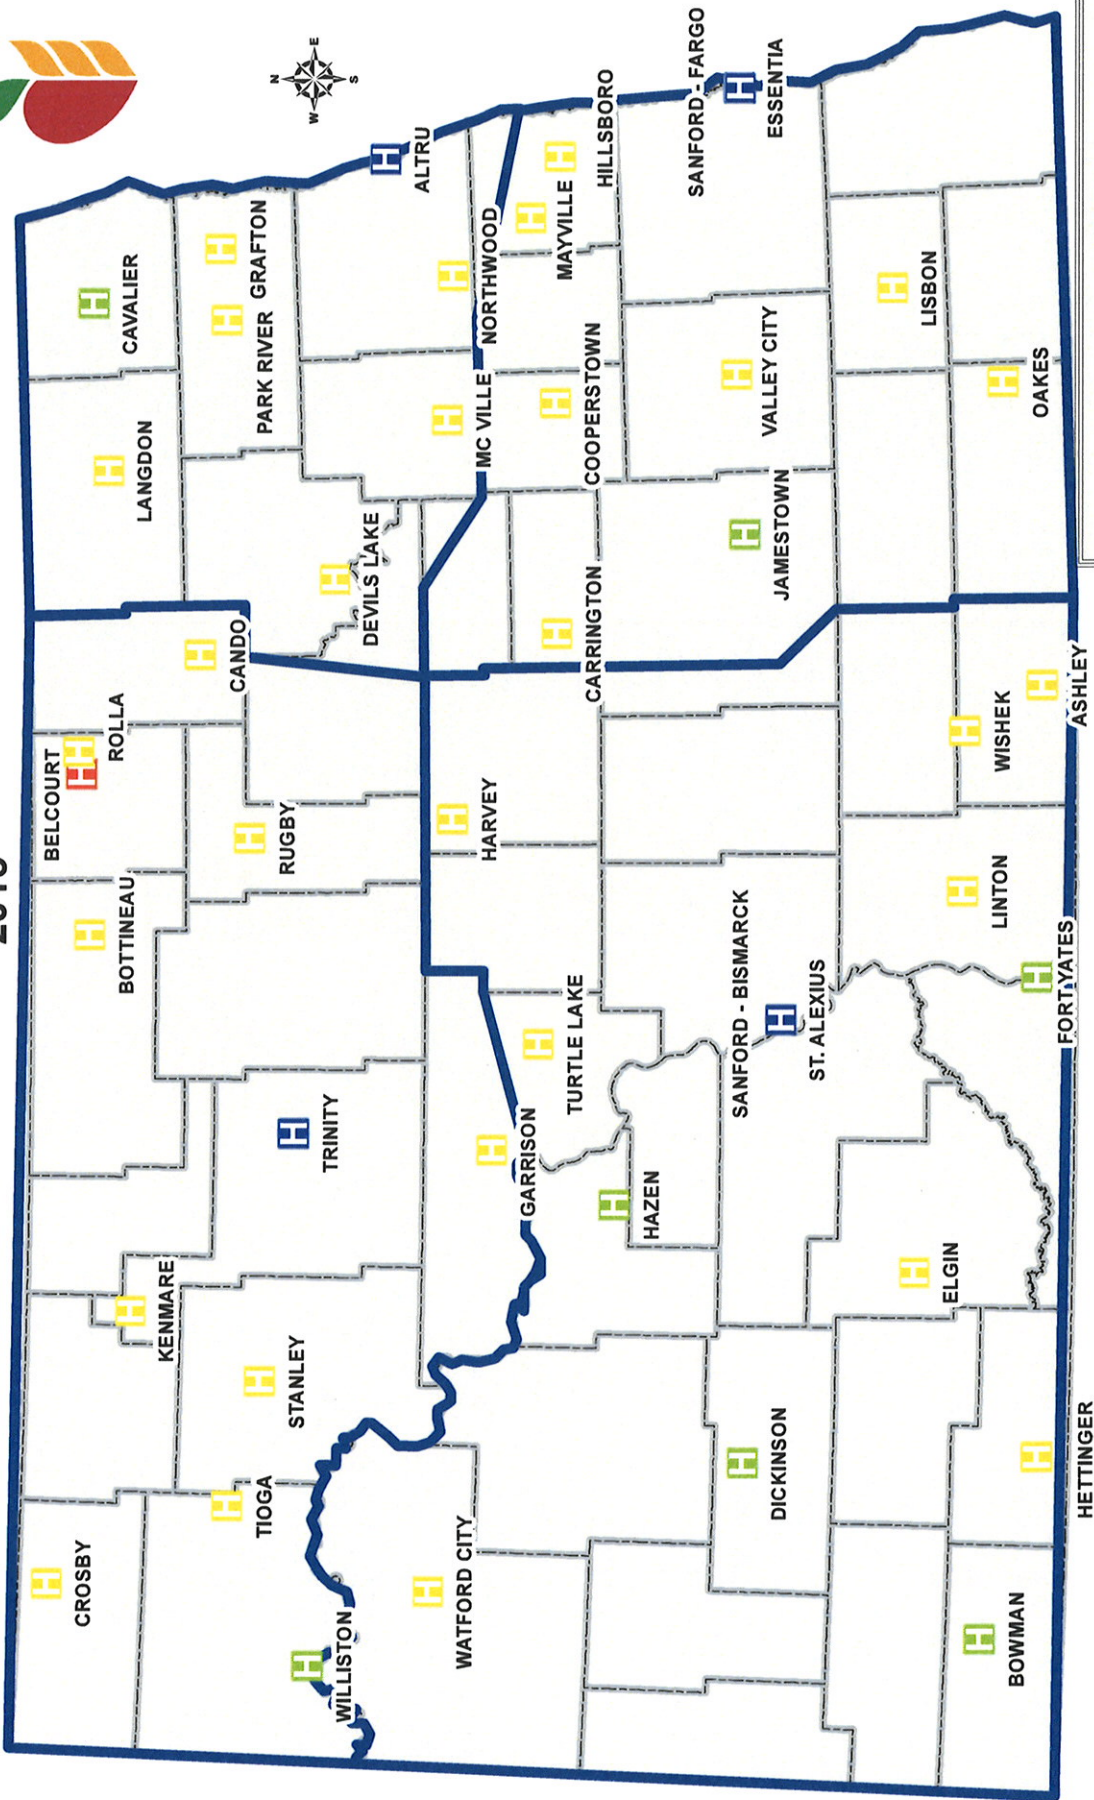 BELCOURT
CROSBY
ROLLA
BOTTINEAU
CAVALIER
LANGDON
KENMARE
CANDO
GRAFTON
PARK RIVER
TIOGA
RUGBY
STANLEY
N
W E
S
TRINITY
WILLISTON
DEVILS LAKE
ALTRU
WATFORD CITY
MC VILLE
HARVEY
NORTHWOOD
GARRISON
MAYVILLE
TURTLE LAKE
CARRINGTON
COOPERSTOWN
HILLSBORO
HAZEN
SANFORD - FARGO
SANFORD - BISMARCK
VALLEY CITY
ESSENTIA
DICKINSON
JAMESTOWN
ST. ALEXIUS
LISBON
ELGIN
LINTON
WISHEK
BOWMAN
OAKES
FORT YATES
ASHLEY
HETTINGER